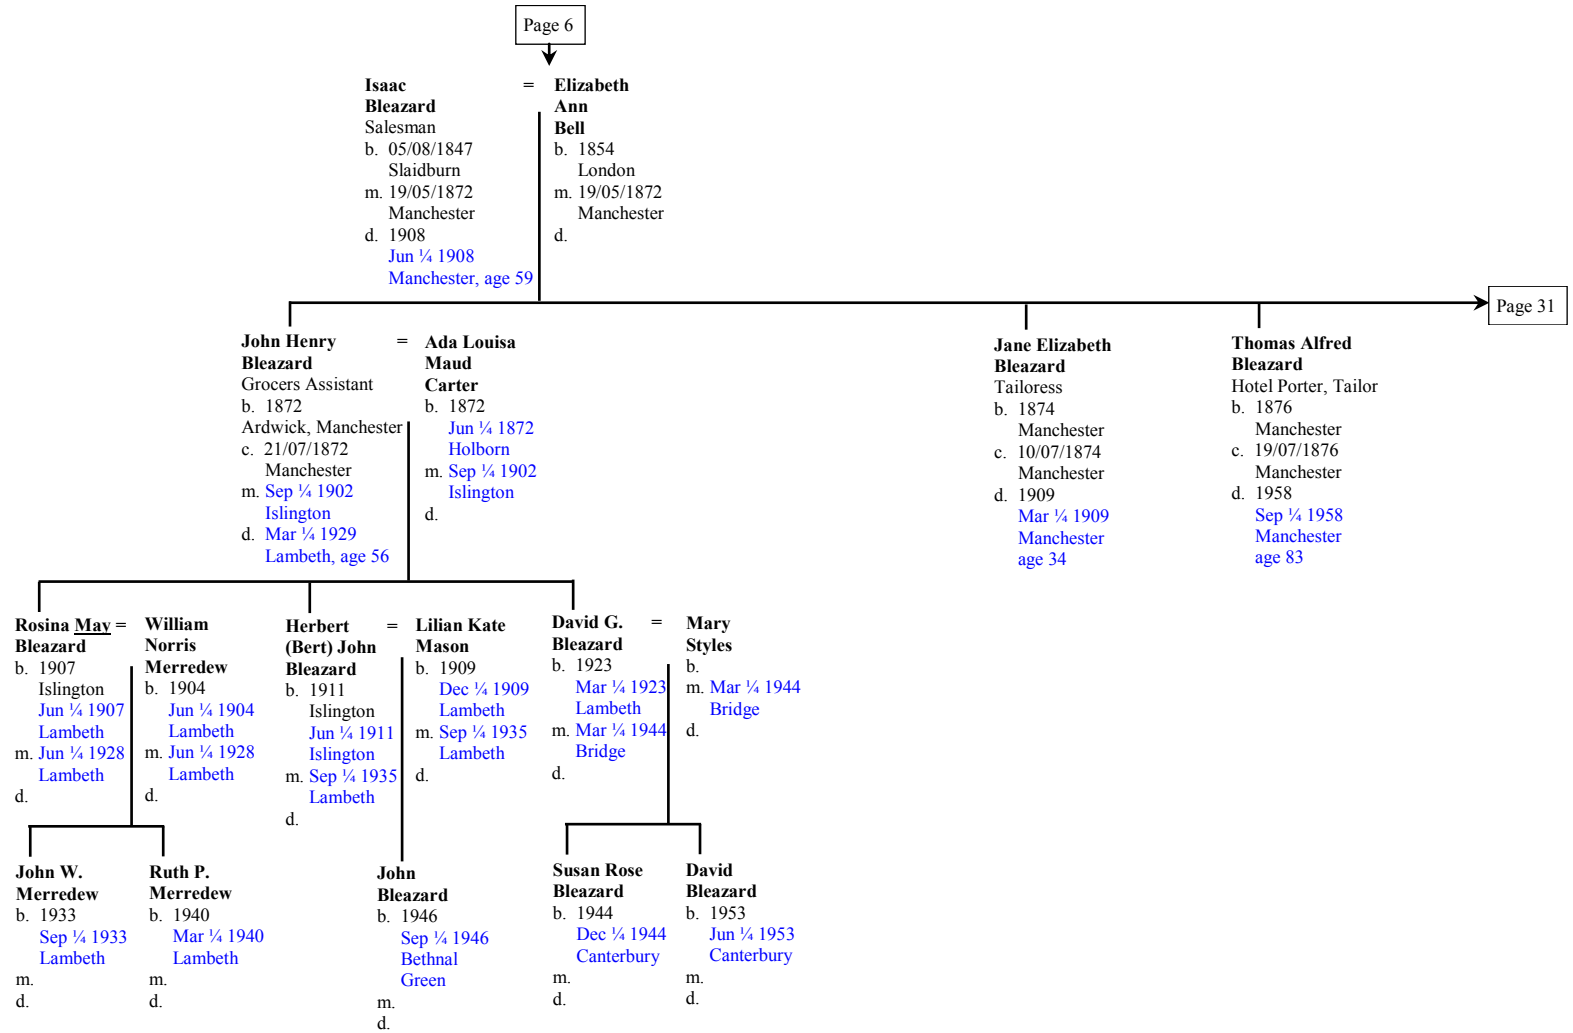 Page 6
Isaac
Bleazard
Salesman
b. 05/08/1847
Slaidburn
m. 19/05/1872
Manchester
d. 1908
Jun ¼ 1908
Manchester, age 59
=
Elizabeth
Ann
Bell
b. 1854
London
m. 19/05/1872
Manchester
d.
Page 31
John Henry
Bleazard
Grocers Assistant
b. 1872
Ardwick, Manchester
c. 21/07/1872
Manchester
m. Sep ¼ 1902
Islington
d. Mar ¼ 1929
Lambeth, age 56
=
Ada Louisa
Maud
Carter
b. 1872
Jun ¼ 1872
Holborn
m. Sep ¼ 1902
Islington
d.
Jane Elizabeth
Bleazard
Tailoress
b. 1874
Manchester
c. 10/07/1874
Manchester
d. 1909
Mar ¼ 1909
Manchester
age 34
Thomas Alfred
Bleazard
Hotel Porter, Tailor
b. 1876
Manchester
c. 19/07/1876
Manchester
d. 1958
Sep ¼ 1958
Manchester
age 83
Rosina May =
Bleazard
b. 1907
Islington
Jun ¼ 1907
Lambeth
m. Jun ¼ 1928
Lambeth
d.
William
Norris
Merredew
b. 1904
Jun ¼ 1904
Lambeth
m. Jun ¼ 1928
Lambeth
d.
Herbert
(Bert) John
Bleazard
b. 1911
Islington
Jun ¼ 1911
Islington
m. Sep ¼ 1935
Lambeth
d.
=
Lilian Kate
Mason
b. 1909
Dec ¼ 1909
Lambeth
m. Sep ¼ 1935
Lambeth
d.
David G.
Bleazard
b. 1923
Mar ¼ 1923
Lambeth
m. Mar ¼ 1944
Bridge
d.
=
Mary
Styles
b.
m. Mar ¼ 1944
Bridge
d.
John W.
Merredew
b. 1933
Sep ¼ 1933
Lambeth
m.
d.
Ruth P.
Merredew
b. 1940
Mar ¼ 1940
Lambeth
m.
d.
John
Bleazard
b. 1946
Sep ¼ 1946
Bethnal
Green
m.
d.
Susan Rose
Bleazard
b. 1944
Dec ¼ 1944
Canterbury
m.
d.
David
Bleazard
b. 1953
Jun ¼ 1953
Canterbury
m.
d.